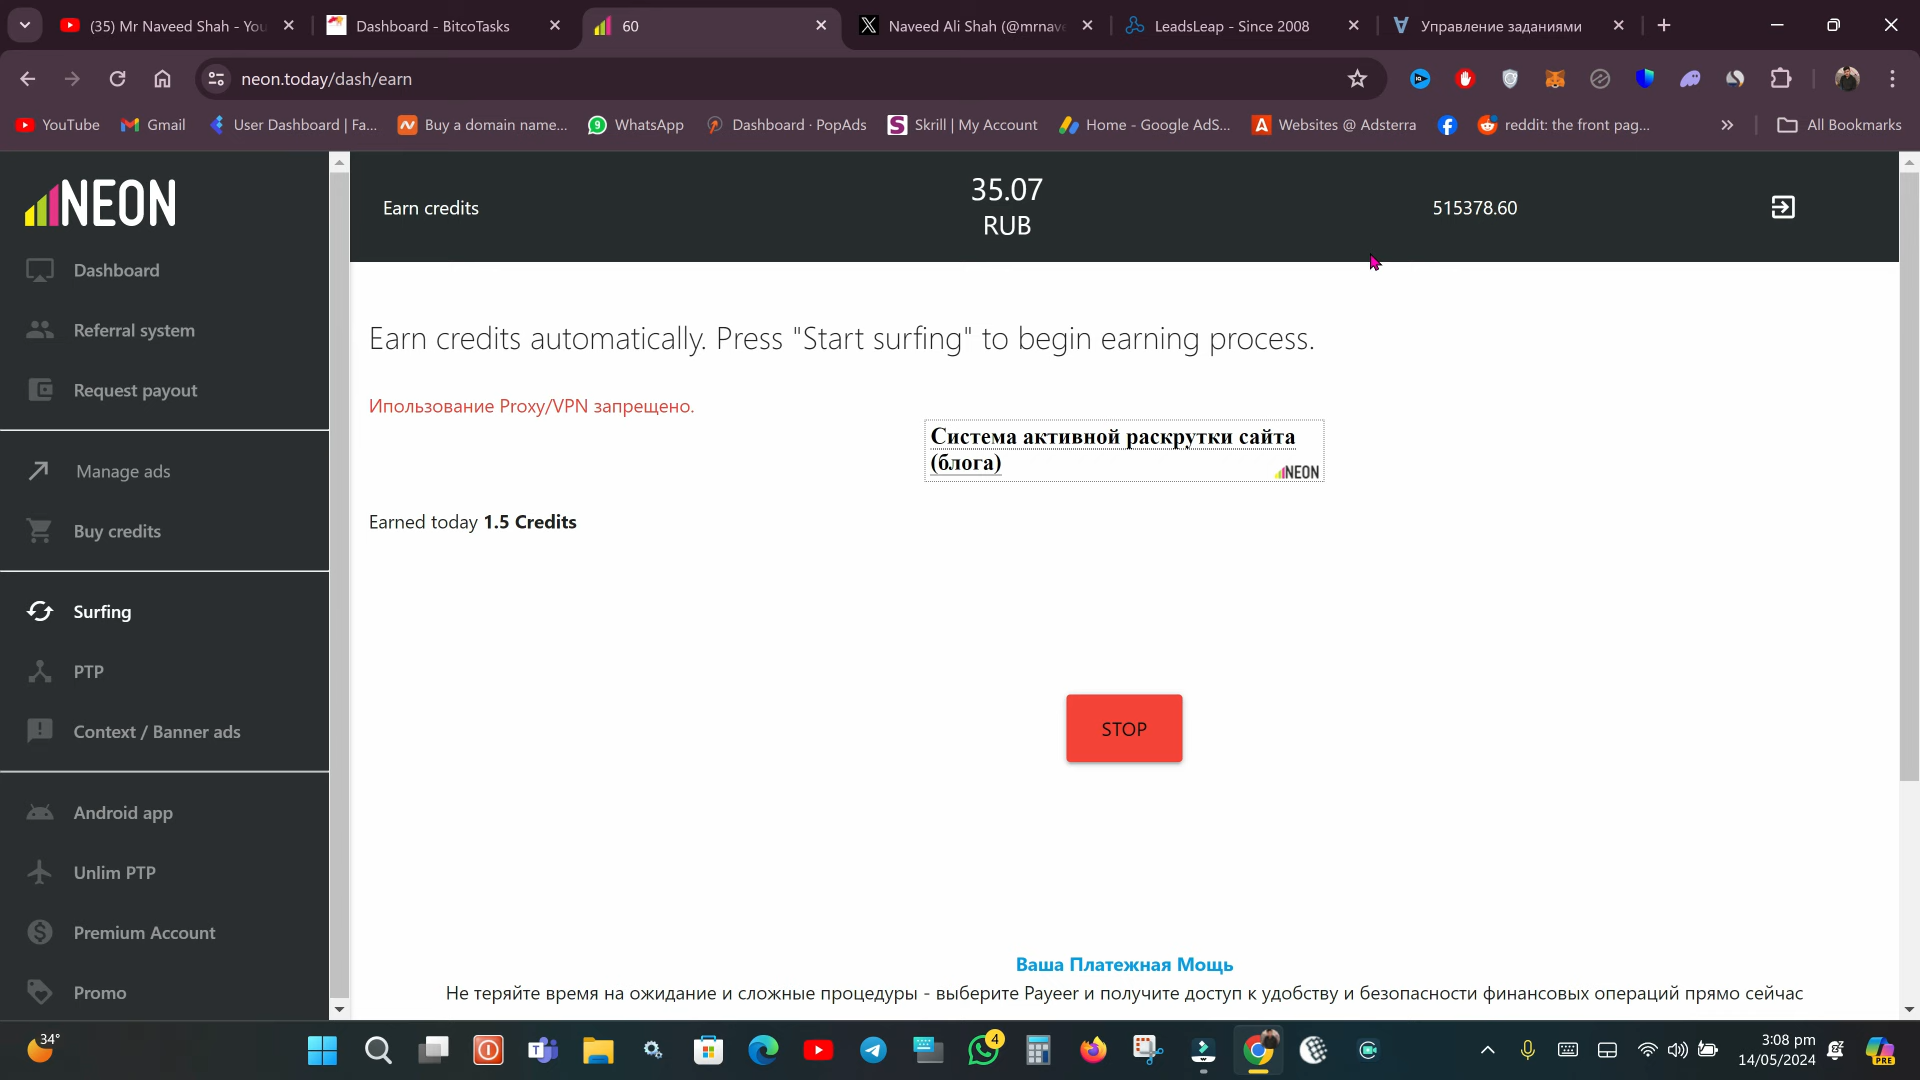 (35) Mr Naveed Shah - You
Dashboard - BitcoTasks
60
Naveed Ali Shah (@mrnave
LeadsLeap - Since 2008
Управление заданиями
neon.today/dash/earn
YouTube
Gmail
User Dashboard | Fa...
Buy a domain name...
WhatsApp
Dashboard · PopAds
Skrill | My Account
Home - Google AdS...
Websites @ Adsterra
reddit: the front pag...
All Bookmarks
NEON
Earn credits
35.07
RUB
515378.60
Dashboard
Referral system
Request payout
Manage ads
Buy credits
Surfing
PTP
Context / Banner ads
Android app
Unlim PTP
Premium Account
Promo
Earn credits automatically. Press "Start surfing" to begin earning process.
Ипользование Proxy/VPN запрещено.
Система активной раскрутки сайта
(блога)
NEON
Earned today 1.5 Credits
STOP
Ваша Платежная Мощь
Не теряйте время на ожидание и сложные процедуры - выберите Payeer и получите доступ к удобству и безопасности финансовых операций прямо сейчас
34°
4
3:08 pm
14/05/2024
PRE